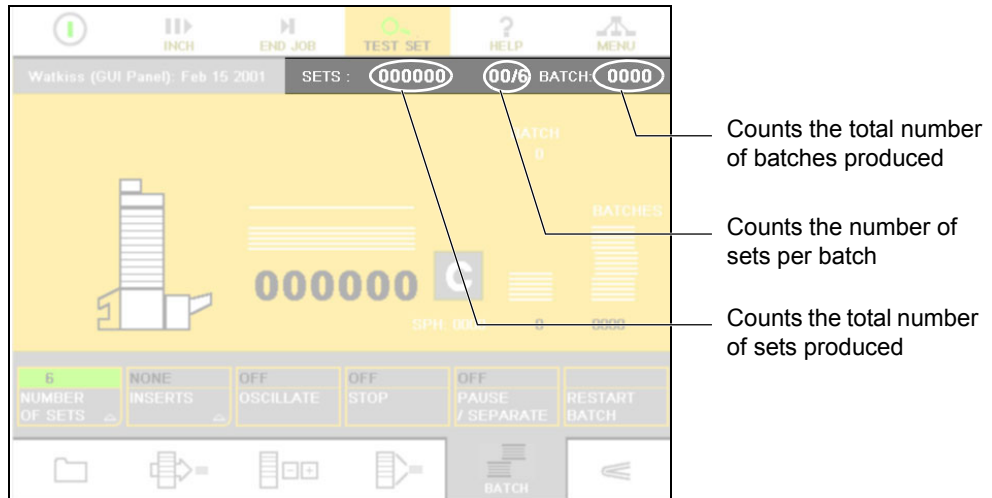 INCH
END JOB
TEST SET
HELP
MENU
Watkiss (GUI Panel): Feb 15 2001
SETS : 000000 00/6 BATCH: 0000
Counts the total number
of batches produced
BATCH
0
BATCHES
Counts the number of
sets per batch
000000
C
SPH: 0000
0
0000
Counts the total number
of sets produced
6
NUMBER
OF SETS
NONE
INSERTS
OFF
OSCILLATE
OFF
STOP
OFF
PAUSE
/ SEPARATE
RESTART
BATCH
BATCH